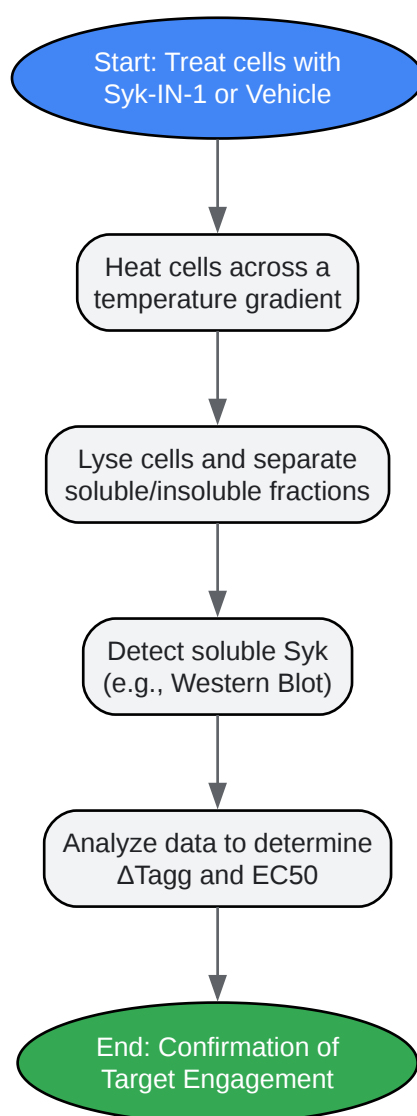 Start: Treat cells with
Syk-IN-1 or Vehicle
Heat cells across a
temperature gradient
Lyse cells and separate
soluble/insoluble fractions
Detect soluble Syk
(e.g., Western Blot)
Analyze data to determine
ΔTagg and EC50
End: Confirmation of
Target Engagement